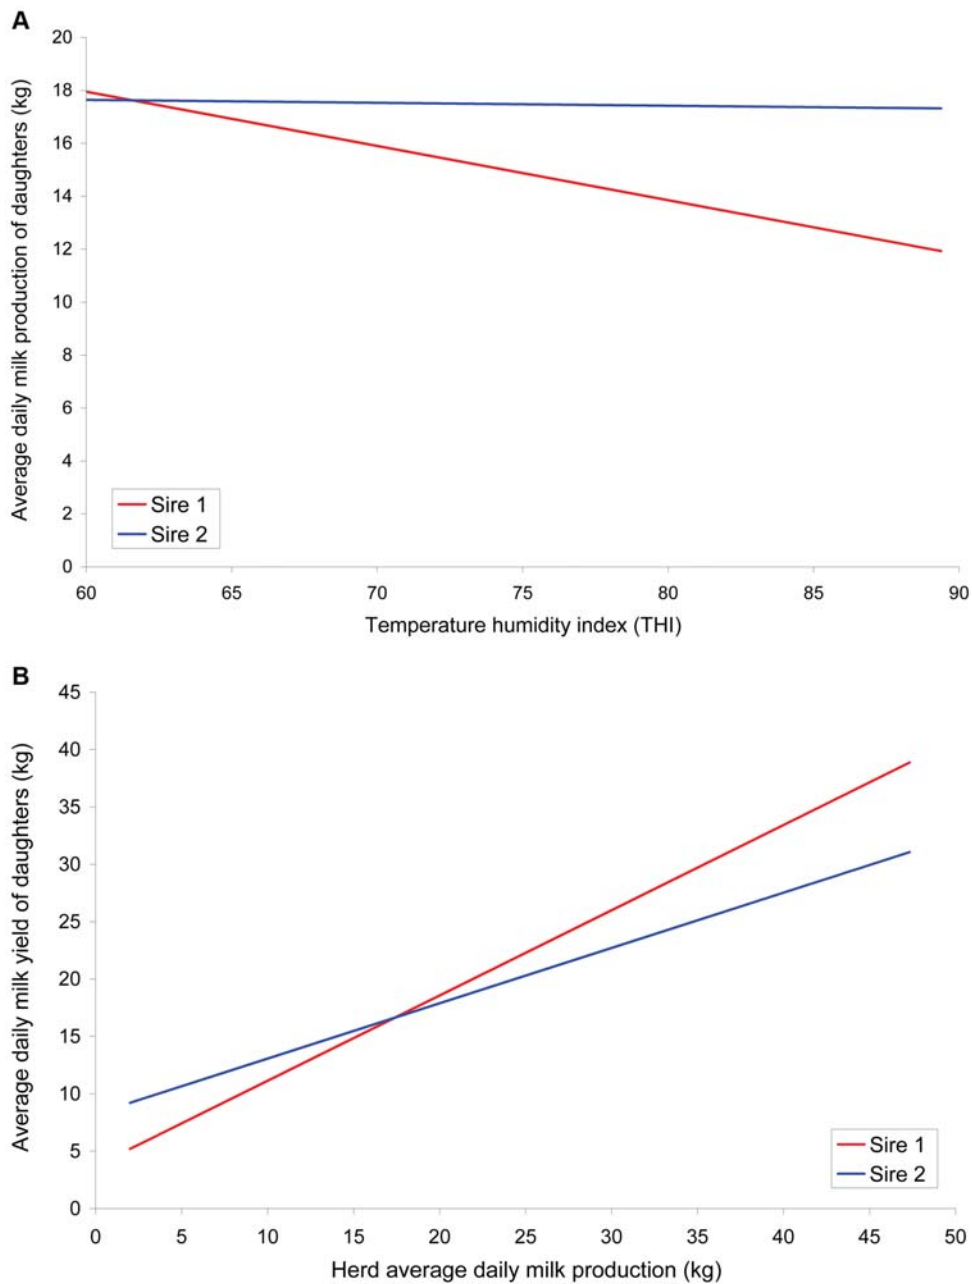 A
Average daily milk production of daughters (kg)
20
18
16
14
12
10
8
6
4
2
0
Sire 1
Sire 2
60 65 70 75 80 85 90
Temperature humidity index (THI)
B
Average daily milk yield of daughters (kg)
45
40
35
30
25
20
15
10
5
0
Sire 1
Sire 2
0 5 10 15 20 25 30 35 40 45 50
Herd average daily milk production (kg)